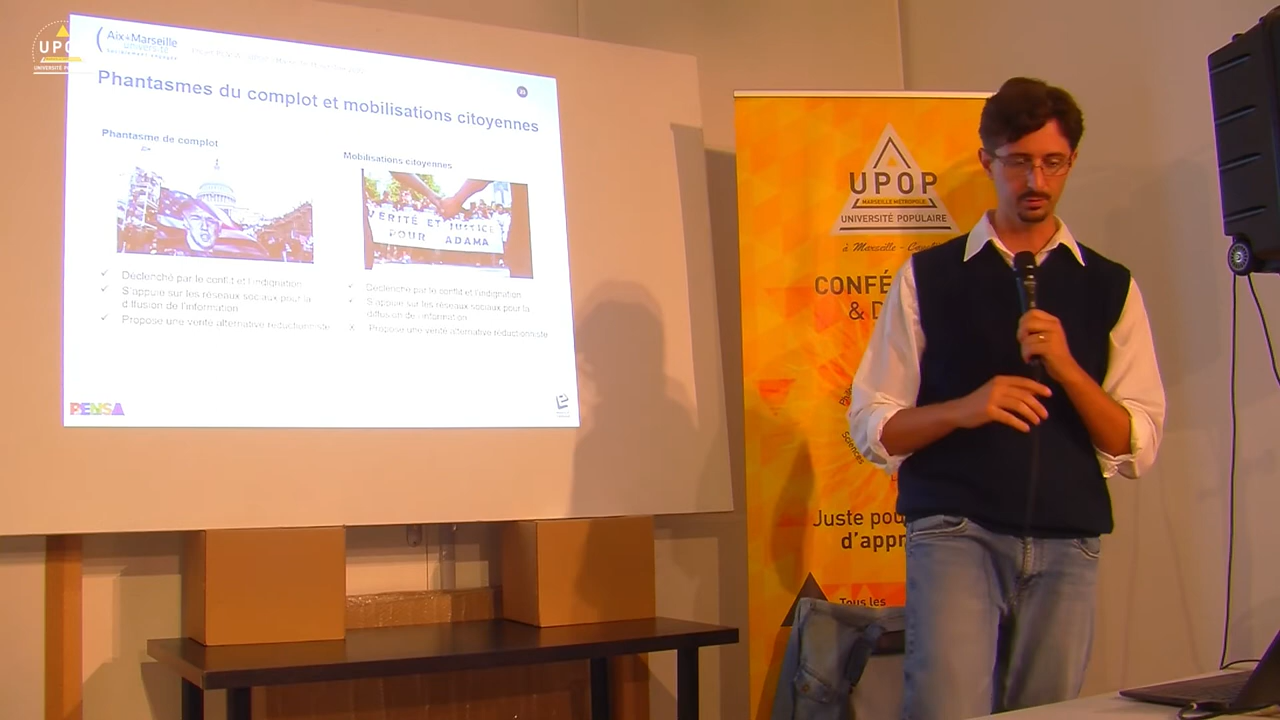 UPOP
UNIVERSITÉ
Aix*Marseille
université
Phantasmes du complot et mobilisations citoyennes
Phantasme de complot
Déclenché par le conflit et l'indignation
S'appuie sur les réseaux sociaux pour la
diffusion de l'information
Propose une vérité alternative réductionniste
Mobilisations citoyennes
VÉRITÉ ET JUSTICE
POUR ADAMA
Déclenché par le conflit et l'indignation
S'appuie sur les réseaux sociaux pour la
diffusion de l'information
Propose une vérité alternative réductionniste
PENSA
UPOP
MARSEILLE MÉTROPOLE
UNIVERSITÉ POPULAIRE
à Marseille -
CONFÉ
& D
Sciences
Juste pou
d'appr
Tous les